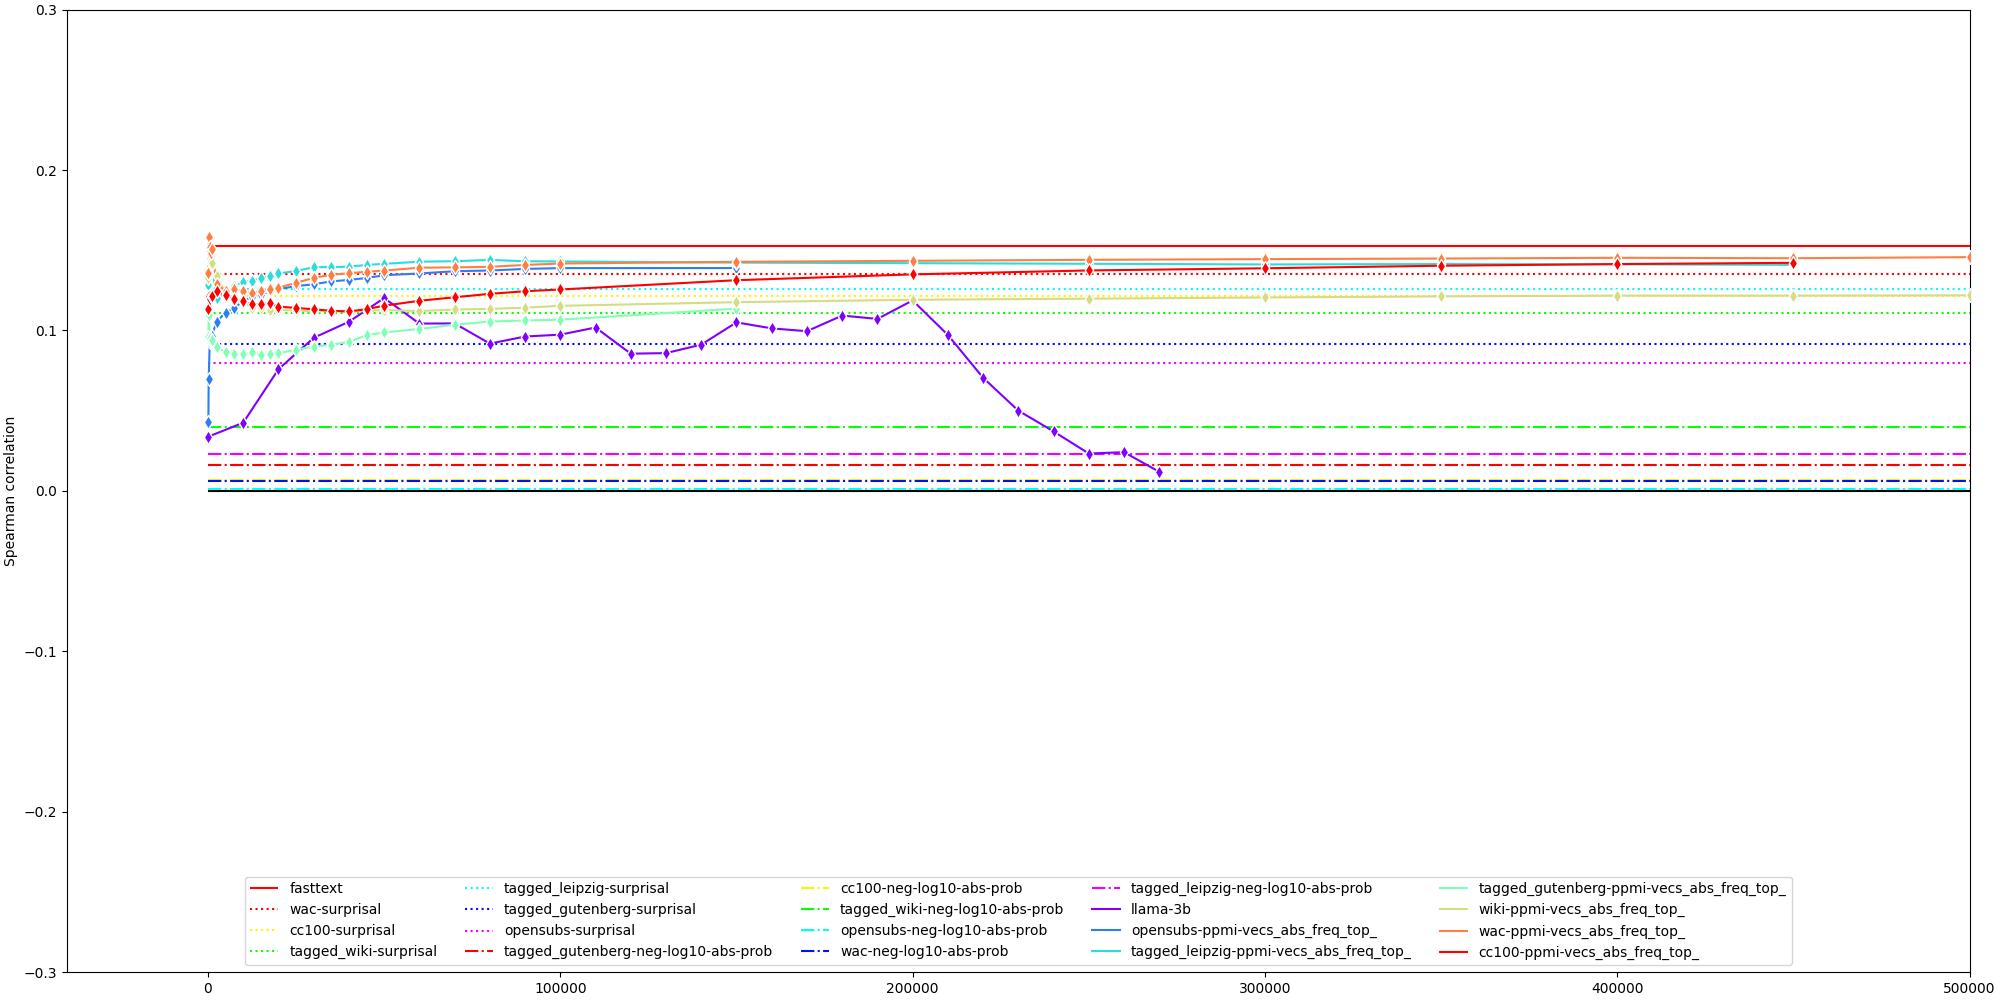 0.3
0.2
0.1
0.0
−0.1
−0.2
−0.3
Spearman correlation
fasttext
wac-surprisal
cc100-surprisal
tagged_wiki-surprisal
tagged_leipzig-surprisal
tagged_gutenberg-surprisal
opensubs-surprisal
tagged_gutenberg-neg-log10-abs-prob
cc100-neg-log10-abs-prob
tagged_wiki-neg-log10-abs-prob
opensubs-neg-log10-abs-prob
wac-neg-log10-abs-prob
tagged_leipzig-neg-log10-abs-prob
llama-3b
opensubs-ppmi-vecs_abs_freq_top_
tagged_leipzig-ppmi-vecs_abs_freq_top_
tagged_gutenberg-ppmi-vecs_abs_freq_top_
wiki-ppmi-vecs_abs_freq_top_
wac-ppmi-vecs_abs_freq_top_
cc100-ppmi-vecs_abs_freq_top_
0
100000
200000
300000
400000
500000